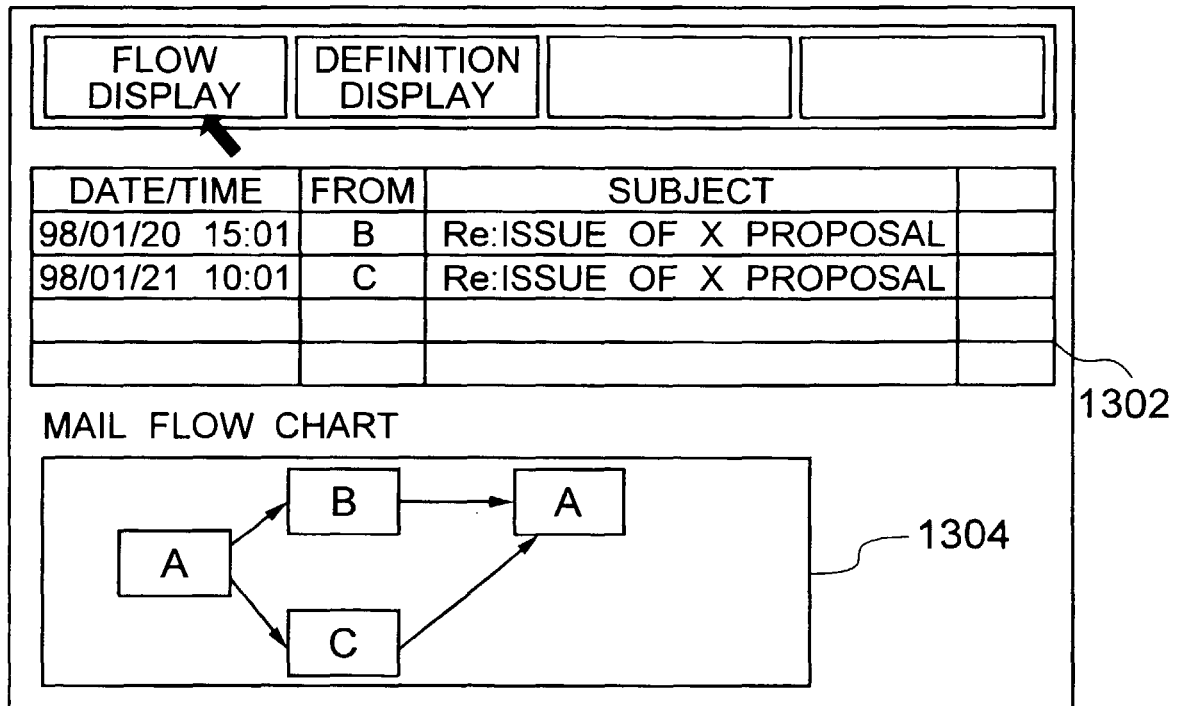 FLOW
DISPLAY
DEFINITION
DISPLAY
DATE/TIME FROM SUBJECT
98/01/20 15:01 B Re:ISSUE OF X PROPOSAL
98/01/21 10:01 C Re:ISSUE OF X PROPOSAL
1302
MAIL FLOW CHART
B A
1304
A
C